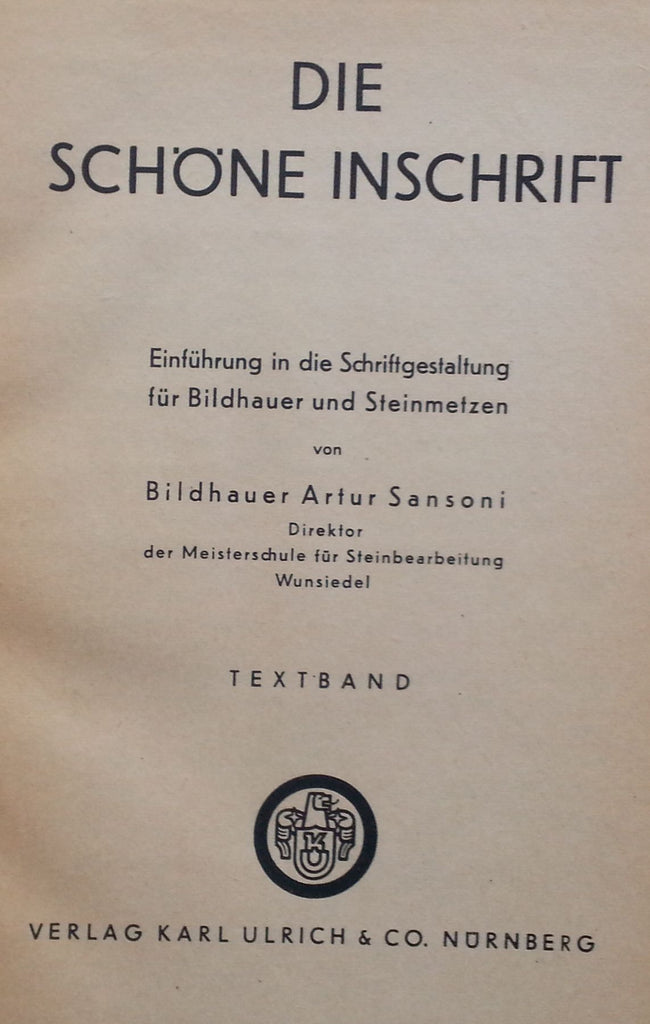 DIE
SCHÖNE INSCHRIFT
Einführung in die Schriftgestaltung
für Bildhauer und Steinmetzen
von
Bildhauer Artur Sansoni
Direktor
der Meisterschule für Steinbearbeitung
Wunsiedel
TEXTBAND
KU
VERLAG KARL ULRICH & CO. NÜRNBERG